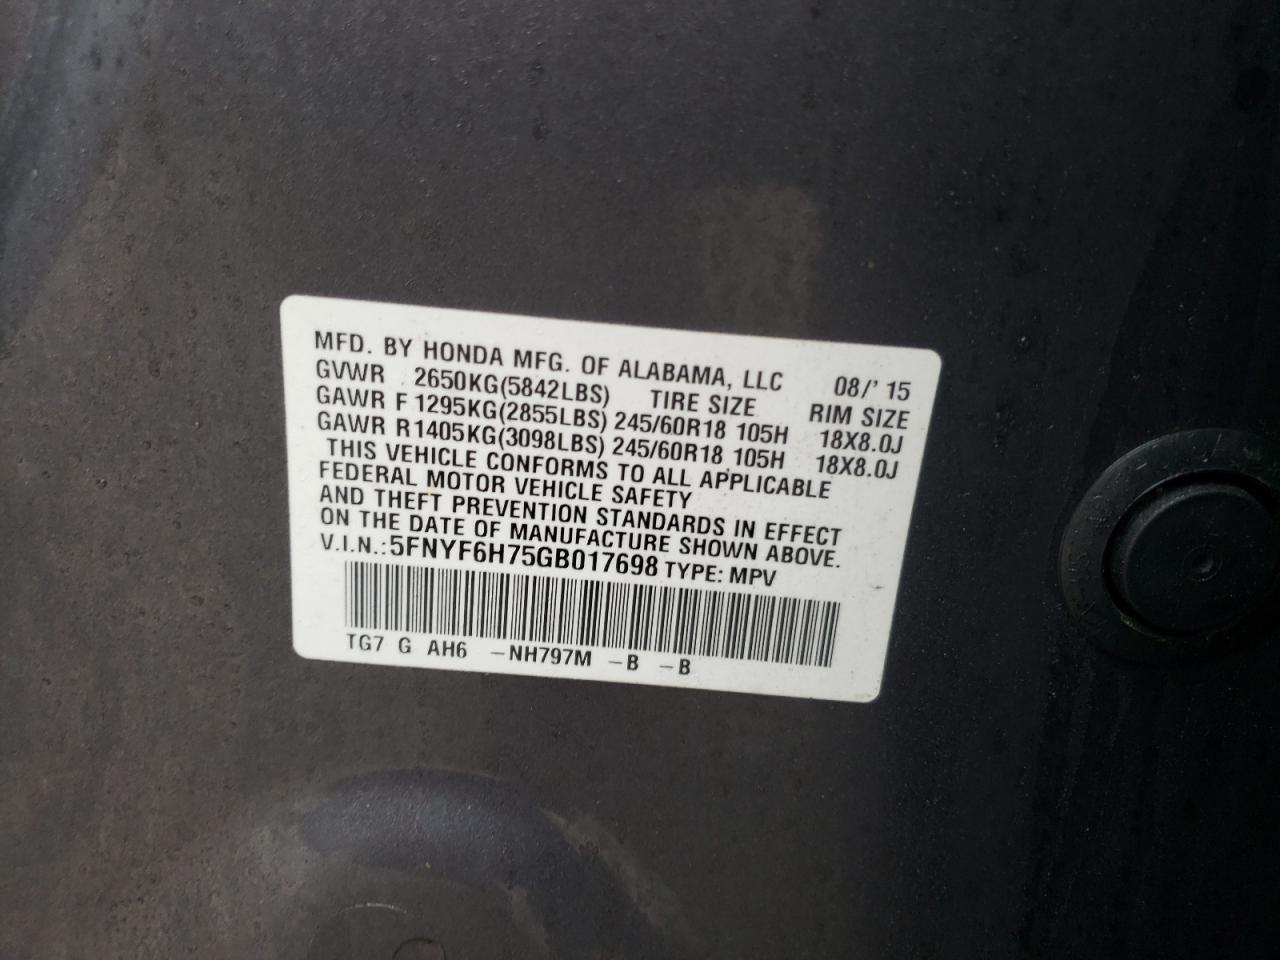 MFD. BY HONDA MFG. OF ALABAMA, LLC 08/' 15
GVWR 2650KG(5842LBS) TIRE SIZE RIM SIZE
GAWR F 1295KG(2855LBS) 245/60R18 105H 18X8.0J
GAWR R1405KG(3098LBS) 245/60R18 105H 18X8.0J
THIS VEHICLE CONFORMS TO ALL APPLICABLE
FEDERAL MOTOR VEHICLE SAFETY
AND THEFT PREVENTION STANDARDS IN EFFECT
ON THE DATE OF MANUFACTURE SHOWN ABOVE.
V.I.N.:5FNYF6H75GB017698 TYPE: MPV
TG7 G AH6 -NH797M -B -B